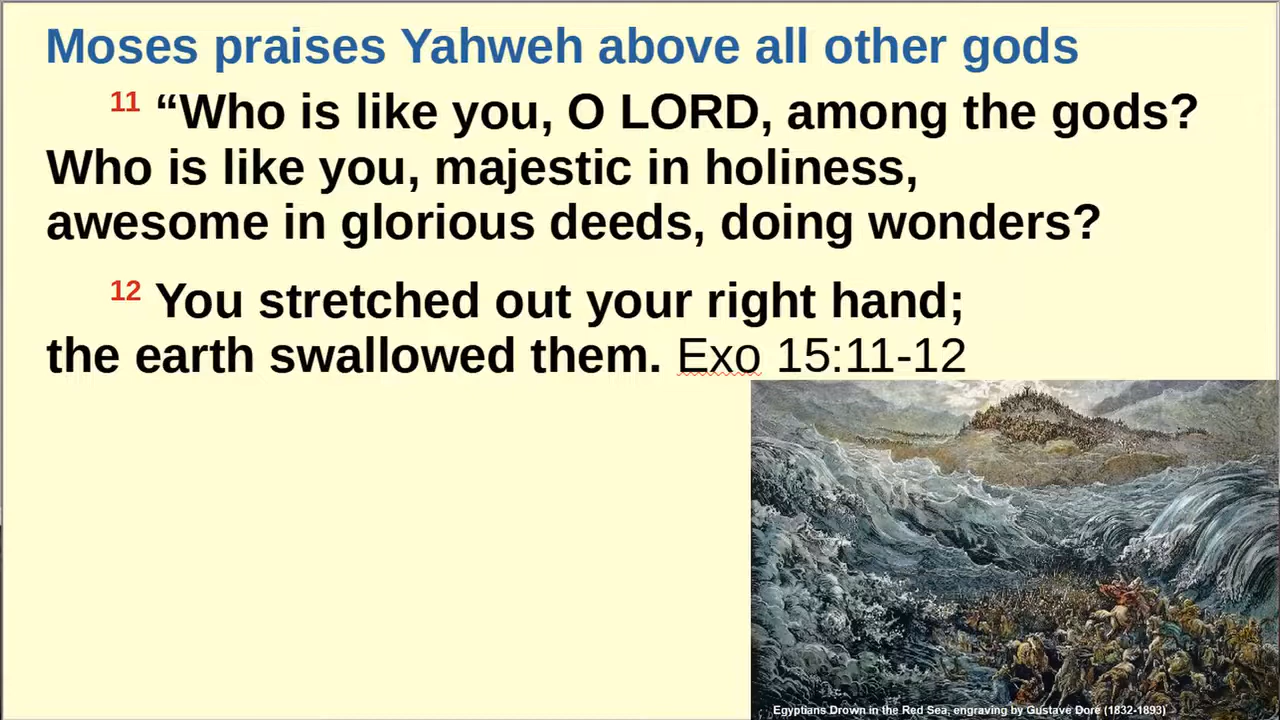 Moses praises Yahweh above all other gods
11 “Who is like you, O LORD, among the gods?
Who is like you, majestic in holiness,
awesome in glorious deeds, doing wonders?
12 You stretched out your right hand;
the earth swallowed them. Exo 15:11-12
Egyptians Drown in the Red Sea, engraving by Gustave Doré (1832-1893)